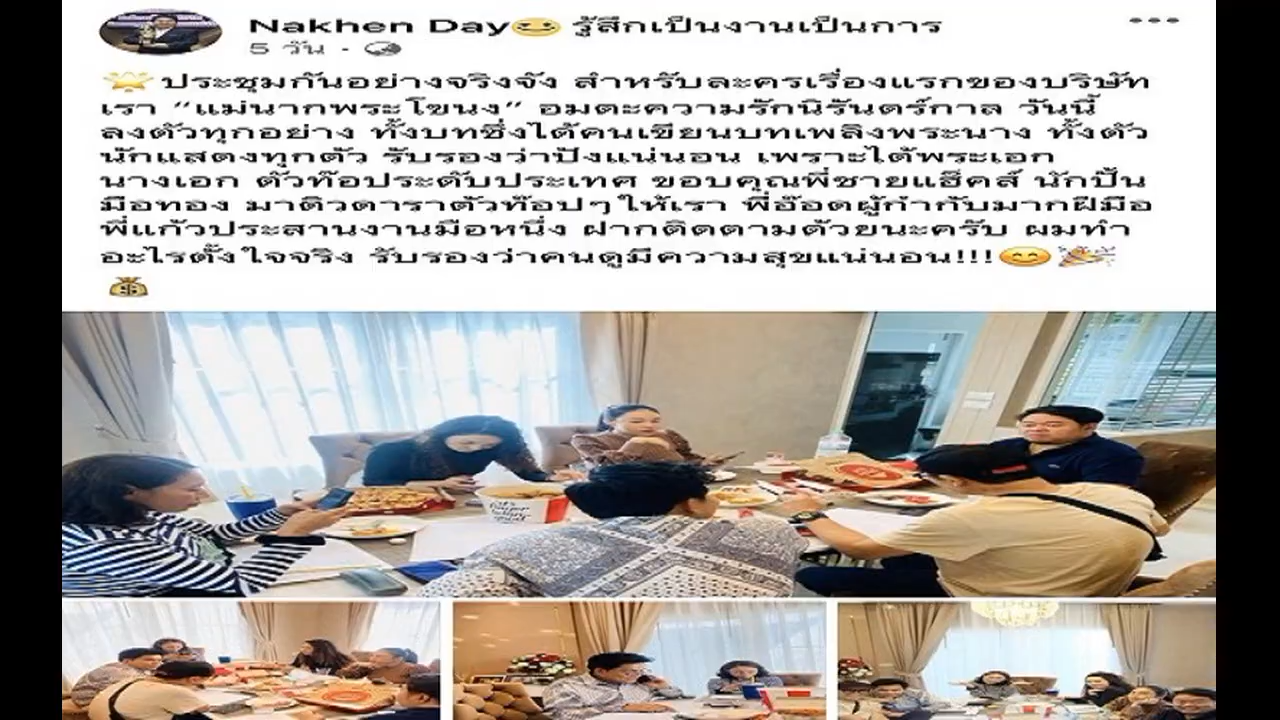 Nakhen Day😆 รู้สึกเป็นงานเป็นการ
5 วัน ·
🌟 ประชุมกันอย่างจริงจัง สำหรับละครเรื่องแรกของบริษัท
เรา “แม่นากพระโขนง” อมตะความรักนิรันตร์กาล วันนี้
ลงตัวทุกอย่าง ทั้งบทซึ่งได้คนเขียนบทเพลิงพระนาง ทั้งตัว
นักแสดงทุกตัว รับรองว่าปังแน่นอน เพราะได้พระเอก
นางเอก ตัวท๊อประดับประเทศ ขอบคุณพี่ชายแฮ็คส์ นักปั้น
มือทอง มาติวดาราตัวท๊อปๆให้เรา พี่อ๊อดผู้กำกับมากฝีมือ
พี่แก้วประสานงานมือหนึ่ง ฝากติดตามด้วยนะครับ ผมทำ
อะไรตั้งใจจริง รับรองว่าคนดูมีความสุขแน่นอน!!!😊🎉
💰